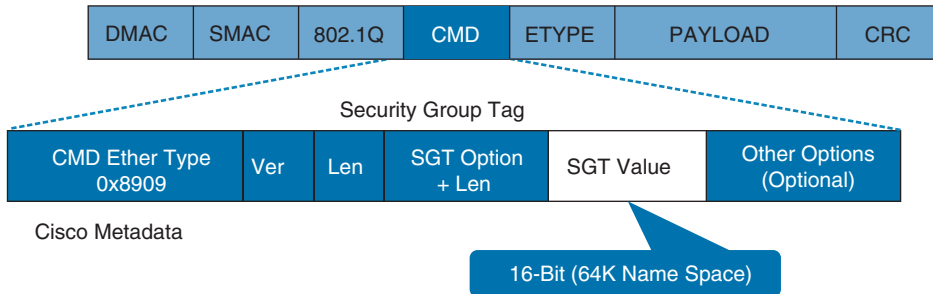 DMAC SMAC 802.1Q CMD ETYPE PAYLOAD CRC
Security Group Tag
CMD Ether Type
0x8909
Ver
Len
SGT Option
+ Len
SGT Value
Other Options
(Optional)
Cisco Metadata
16-Bit (64K Name Space)